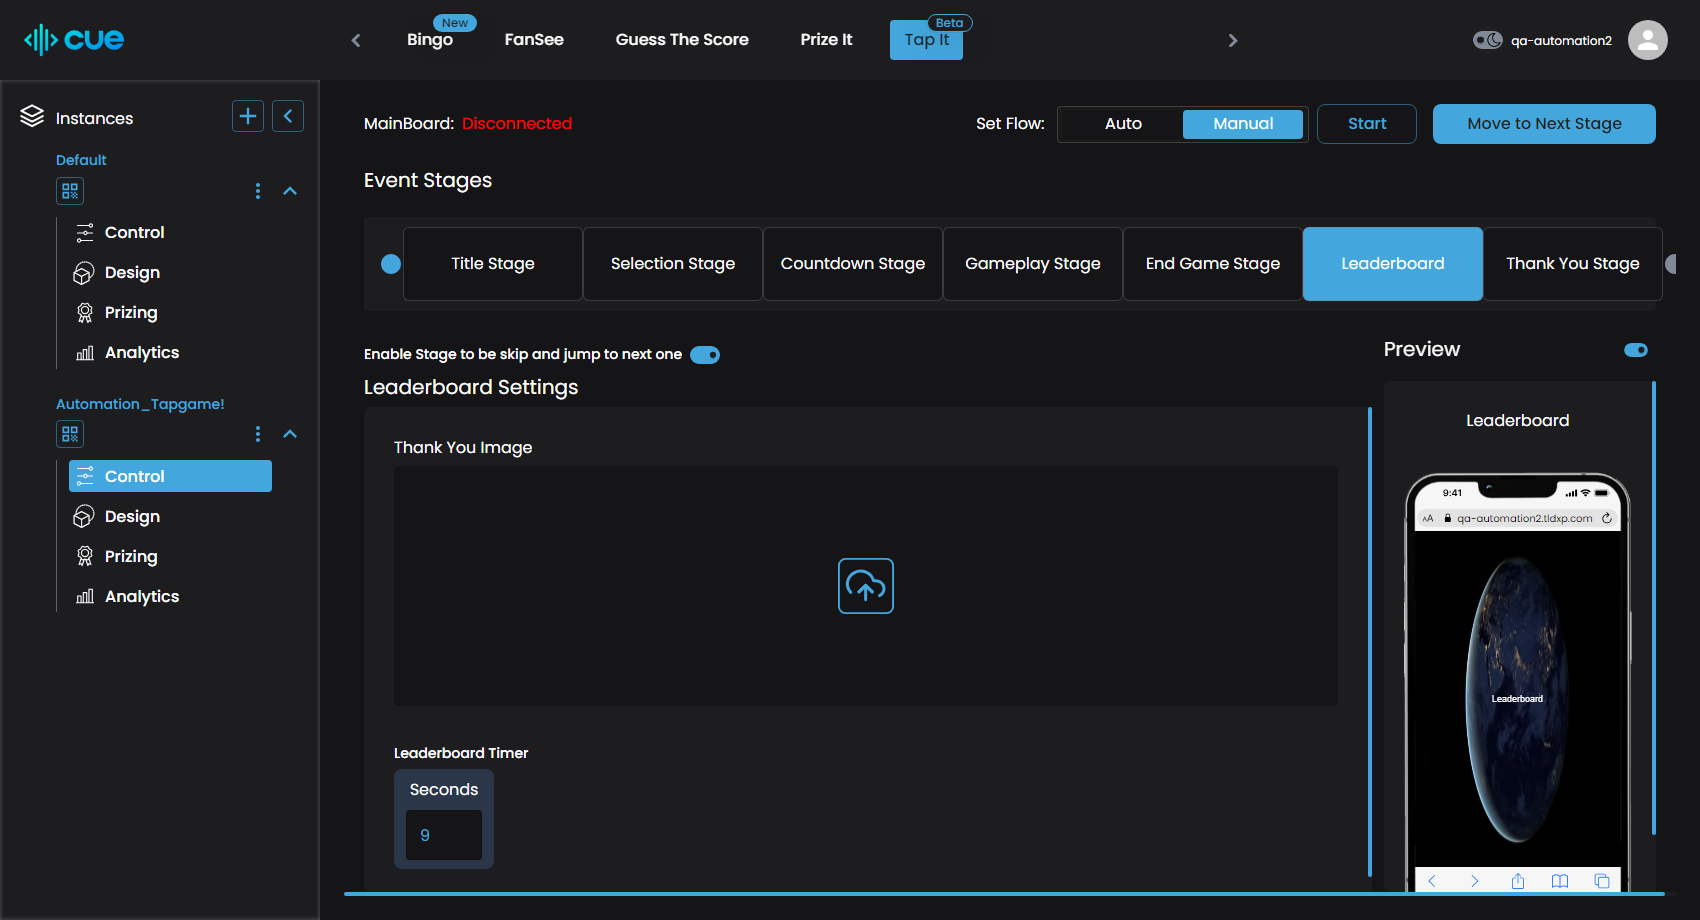 cue
New
Bingo
FanSee
Guess The Score
Prize It
Beta
Tap It
qa-automation2
Instances
Default
Control
Design
Prizing
Analytics
Automation_Tapgame!
Control
Design
Prizing
Analytics
MainBoard: Disconnected
Set Flow:
Auto
Manual
Start
Move to Next Stage
Event Stages
Title Stage
Selection Stage
Countdown Stage
Gameplay Stage
End Game Stage
Leaderboard
Thank You Stage
Enable Stage to be skip and jump to next one
Leaderboard Settings
Thank You Image
Leaderboard Timer
Seconds
9
Preview
Leaderboard
9:41
AA
qa-automation2.tldxp.com
Leaderboard